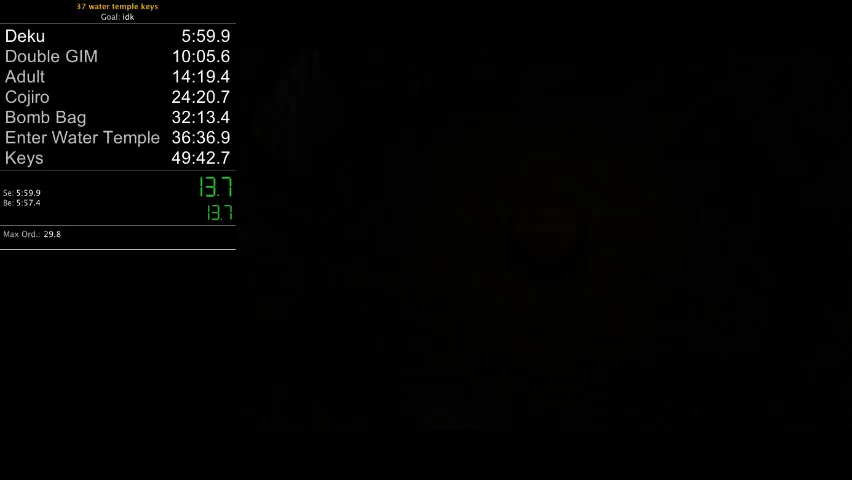 37 water temple keys
Goal: idk
Deku 5:59.9
Double GIM 10:05.6
Adult 14:19.4
Cojiro 24:20.7
Bomb Bag 32:13.4
Enter Water Temple 36:36.9
Keys 49:42.7
13.7
Se: 5:59.9
Be: 5:57.4
13.7
Max Ord.: 29.8